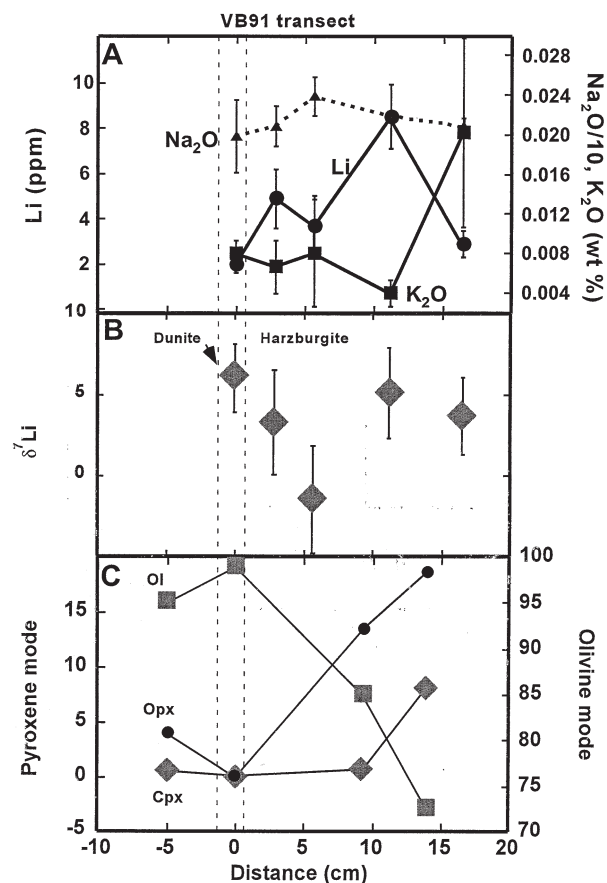 VB91 transect
A
10
8
6
4
2
Li (ppm)
0.028
0.024
0.020
0.016
0.012
0.008
0.004
Na₂O/10, K₂O (wt %)
Na₂O
Li
K₂O
B
10
5
0
δ⁷Li
Dunite
Harzburgite
C
15
10
5
0
-5
Pyroxene mode
100
95
90
85
80
75
70
Olivine mode
Ol
Opx
Cpx
-10 -5 0 5 10 15 20
Distance (cm)